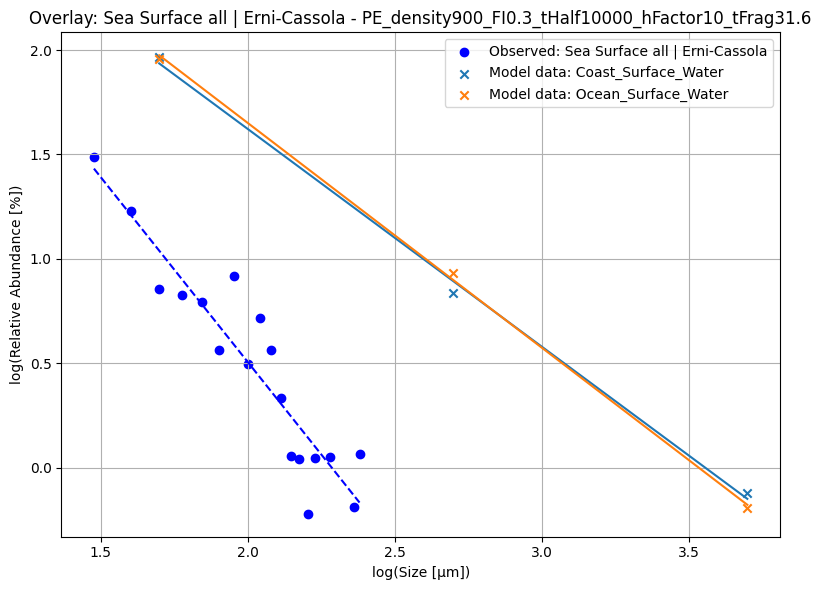 Overlay: Sea Surface all | Erni-Cassola - PE_density900_FI0.3_tHalf10000_hFactor10_tFrag31.6
Observed: Sea Surface all | Erni-Cassola
Model data: Coast_Surface_Water
Model data: Ocean_Surface_Water
log(Relative Abundance [%])
2.0
1.5
1.0
0.5
0.0
1.5 2.0 2.5 3.0 3.5
log(Size [µm])